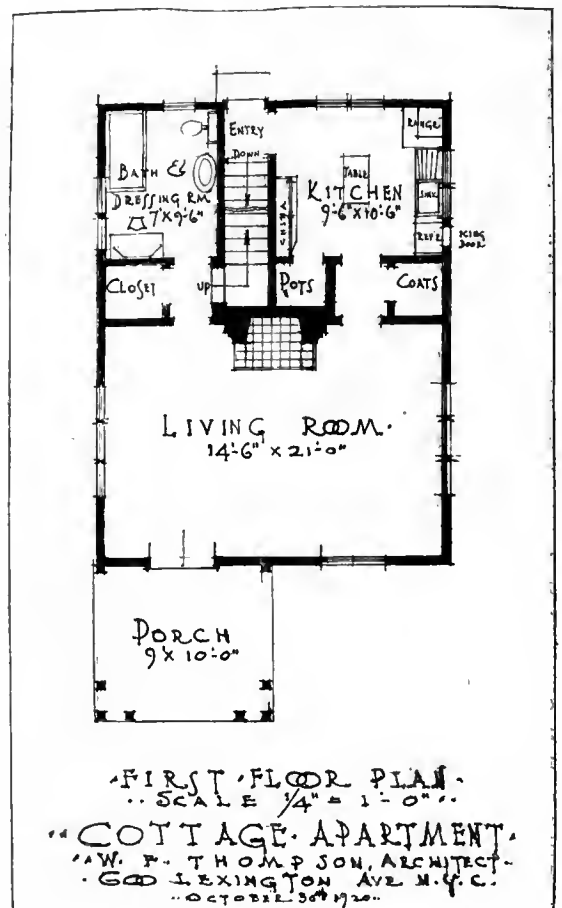 ENTRY
RANGE
DOWN
BATH &
DRESSING RM.
7'X9'-6"
TABLE
KITCHEN
9'-6"X10'-6"
SINK
CHINA
REF'R
ICING
DOOR
CLOSET
UP
POTS
COATS
LIVING ROOM.
14'-6" X 21'-0"
PORCH
9'X 10'-0"
·FIRST·FLOOR PLAN·
··SCALE 1/4" = 1'-0"··
··COTTAGE·APARTMENT·
··W. F. THOMPSON, ARCHITECT·
·600 LEXINGTON AVE N.Y.C.
··OCTOBER 30th 1920··